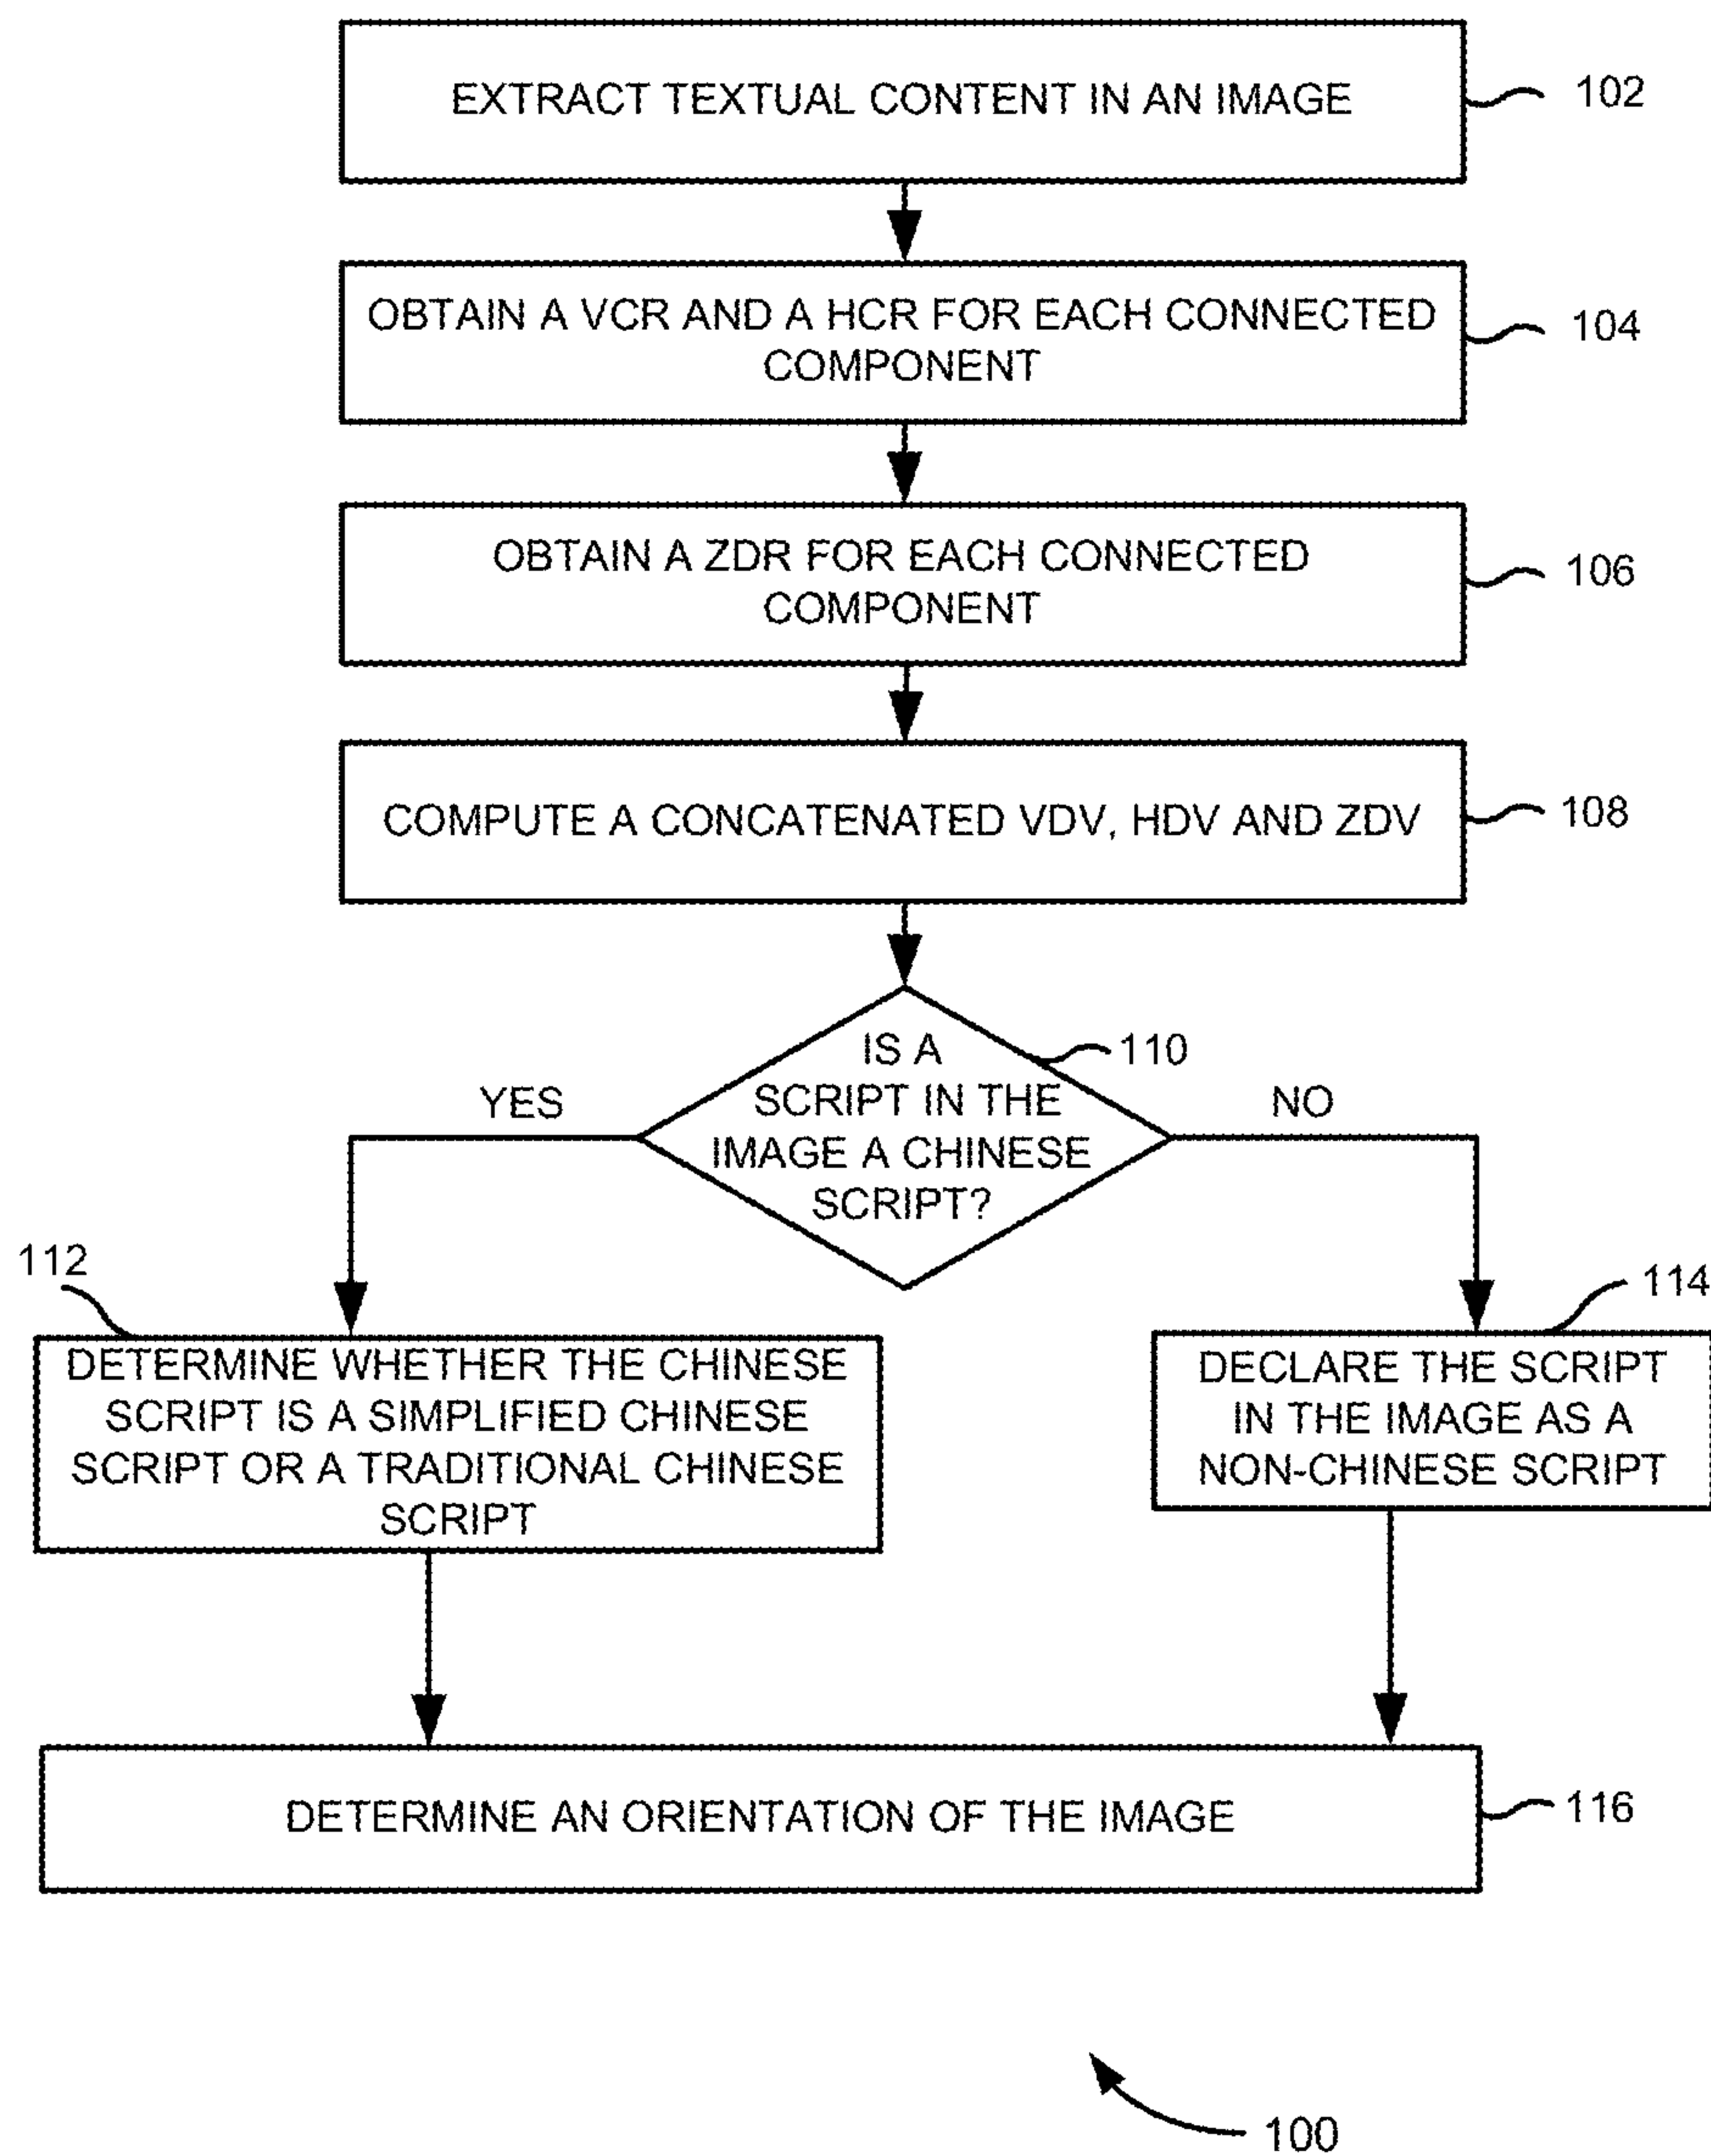 EXTRACT TEXTUAL CONTENT IN AN IMAGE
102
OBTAIN A VCR AND A HCR FOR EACH CONNECTED
COMPONENT
104
OBTAIN A ZDR FOR EACH CONNECTED
COMPONENT
106
COMPUTE A CONCATENATED VDV, HDV AND ZDV
108
IS A
SCRIPT IN THE
IMAGE A CHINESE
SCRIPT?
110
YES
NO
112
DETERMINE WHETHER THE CHINESE
SCRIPT IS A SIMPLIFIED CHINESE
SCRIPT OR A TRADITIONAL CHINESE
SCRIPT
114
DECLARE THE SCRIPT
IN THE IMAGE AS A
NON-CHINESE SCRIPT
DETERMINE AN ORIENTATION OF THE IMAGE
116
100